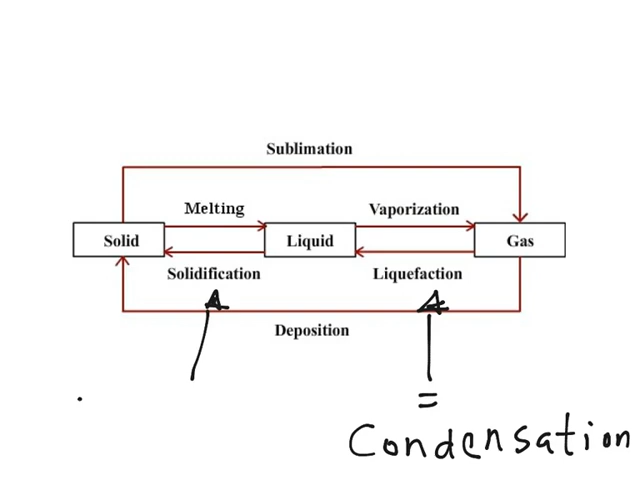 Sublimation
Melting
Vaporization
Solid
Liquid
Gas
Solidification
Liquefaction
Deposition
=
Condensation